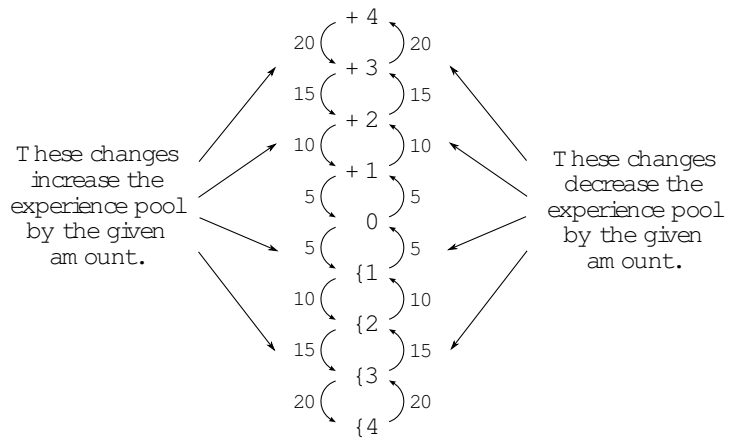 + 4
20 20
+ 3
15 15
+ 2
10 10
+ 1
5 5
0
5 5
{1
10 10
{2
15 15
{3
20 20
{4
These changes
increase the
experience pool
by the given
amount.
These changes
decrease the
experience pool
by the given
amount.